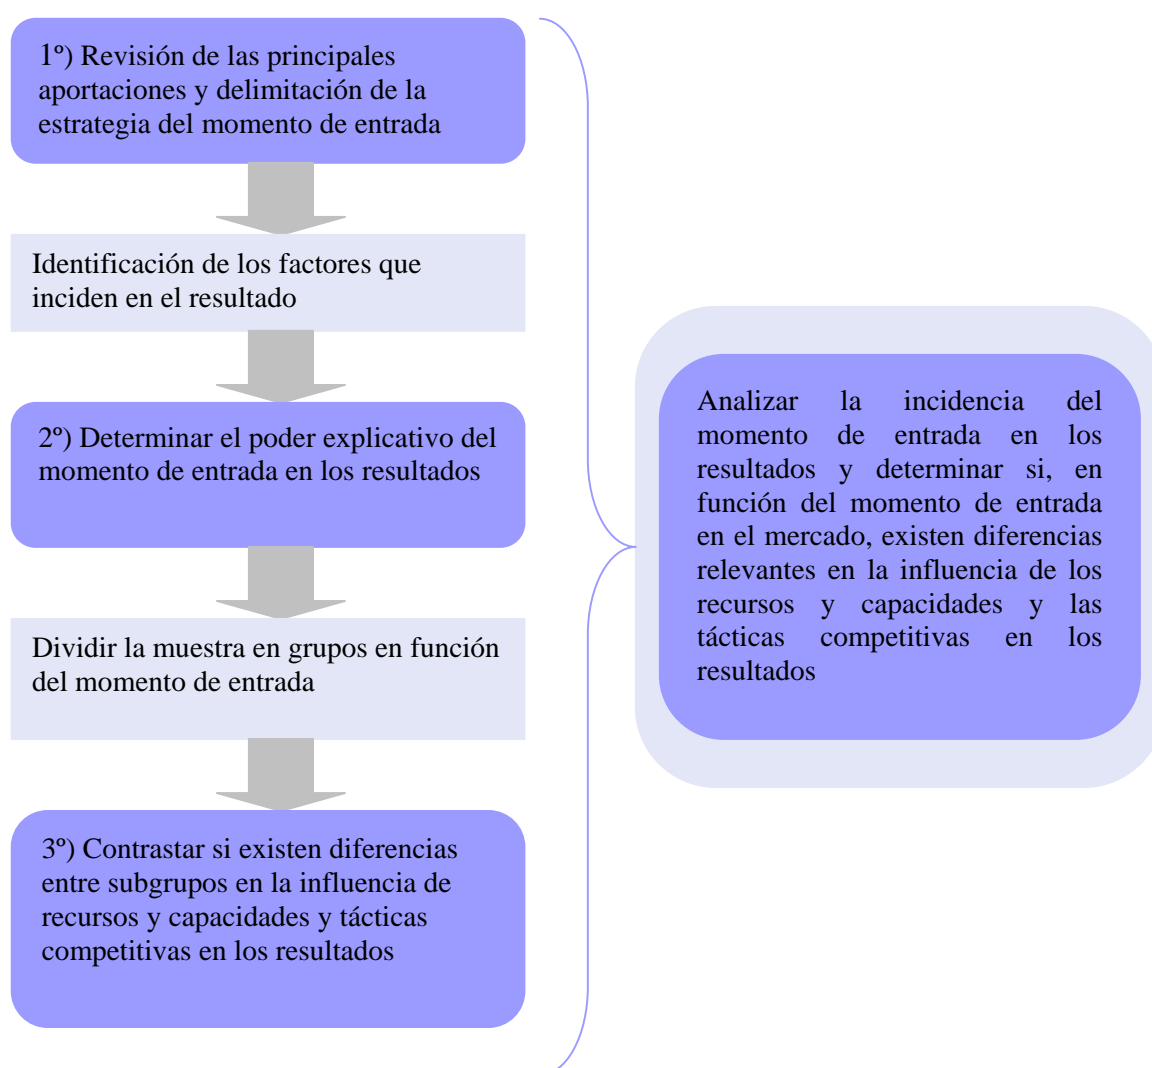 1º) Revisión de las principales
aportaciones y delimitación de la
estrategia del momento de entrada
Identificación de los factores que
inciden en el resultado
2º) Determinar el poder explicativo del
momento de entrada en los resultados
Dividir la muestra en grupos en función
del momento de entrada
3º) Contrastar si existen diferencias
entre subgrupos en la influencia de
recursos y capacidades y tácticas
competitivas en los resultados
Analizar la incidencia del
momento de entrada en los
resultados y determinar si, en
función del momento de entrada
en el mercado, existen diferencias
relevantes en la influencia de los
recursos y capacidades y las
tácticas competitivas en los
resultados